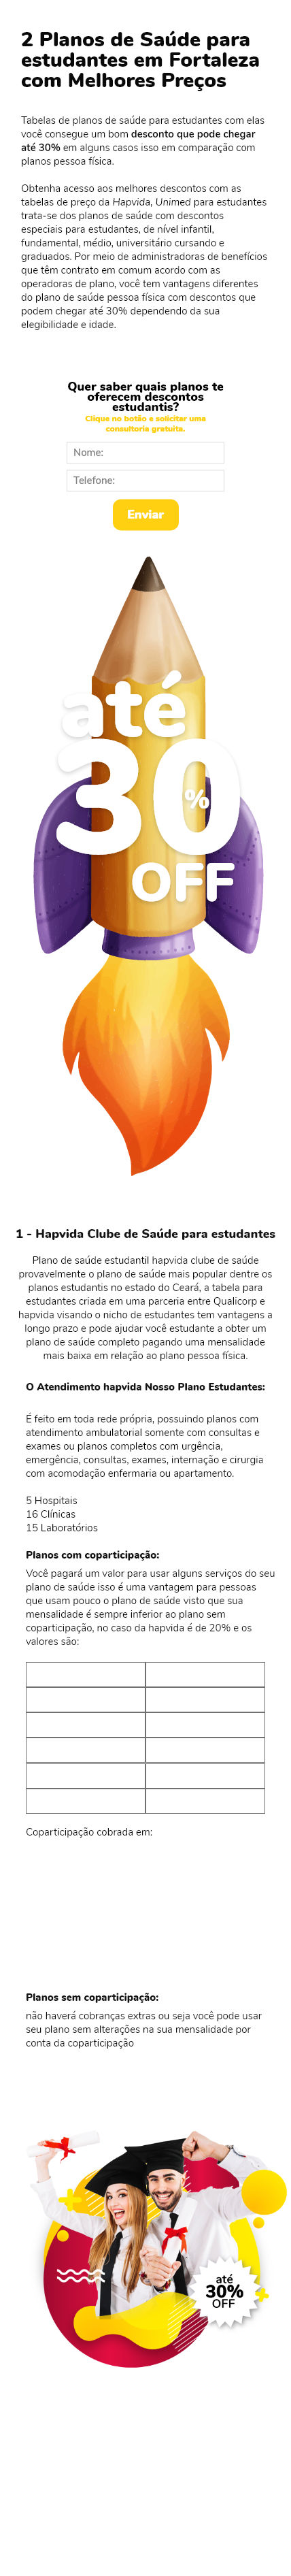 2 Planos de Saúde para
estudantes em Fortaleza
com Melhores Preços
Tabelas de planos de saúde para estudantes com elas
você consegue um bom desconto que pode chegar
até 30% em alguns casos isso em comparação com
planos pessoa física.
Obtenha acesso aos melhores descontos com as
tabelas de preço da Hapvida, Unimed para estudantes
trata-se dos planos de saúde com descontos
especiais para estudantes, de nível infantil,
fundamental, médio, universitário cursando e
graduados. Por meio de administradoras de benefícios
que têm contrato em comum acordo com as
operadoras de plano, você tem vantagens diferentes
do plano de saúde pessoa física com descontos que
podem chegar até 30% dependendo da sua
elegibilidade e idade.
Quer saber quais planos te
oferecem descontos
estudantis?
Clique no botão e solicitar uma
consultoria gratuita.
Nome:
Telefone:
Enviar
até
30%
OFF
1 - Hapvida Clube de Saúde para estudantes
Plano de saúde estudantil hapvida clube de saúde
provavelmente o plano de saúde mais popular dentre os
planos estudantis no estado do Ceará, a tabela para
estudantes criada em uma parceria entre Qualicorp e
hapvida visando o nicho de estudantes tem vantagens a
longo prazo e pode ajudar você estudante a obter um
plano de saúde completo pagando uma mensalidade
mais baixa em relação ao plano pessoa física.
O Atendimento hapvida Nosso Plano Estudantes:
É feito em toda rede própria, possuindo planos com
atendimento ambulatorial somente com consultas e
exames ou planos completos com urgência,
emergência, consultas, exames, internação e cirurgia
com acomodação enfermaria ou apartamento.
5 Hospitais
16 Clínicas
15 Laboratórios
Planos com coparticipação:
Você pagará um valor para usar alguns serviços do seu
plano de saúde isso é uma vantagem para pessoas
que usam pouco o plano de saúde visto que sua
mensalidade é sempre inferior ao plano sem
coparticipação, no caso da hapvida é de 20% e os
valores são:
Coparticipação cobrada em:
Planos sem coparticipação:
não haverá cobranças extras ou seja você pode usar
seu plano sem alterações na sua mensalidade por
conta da coparticipação
até
30%
OFF